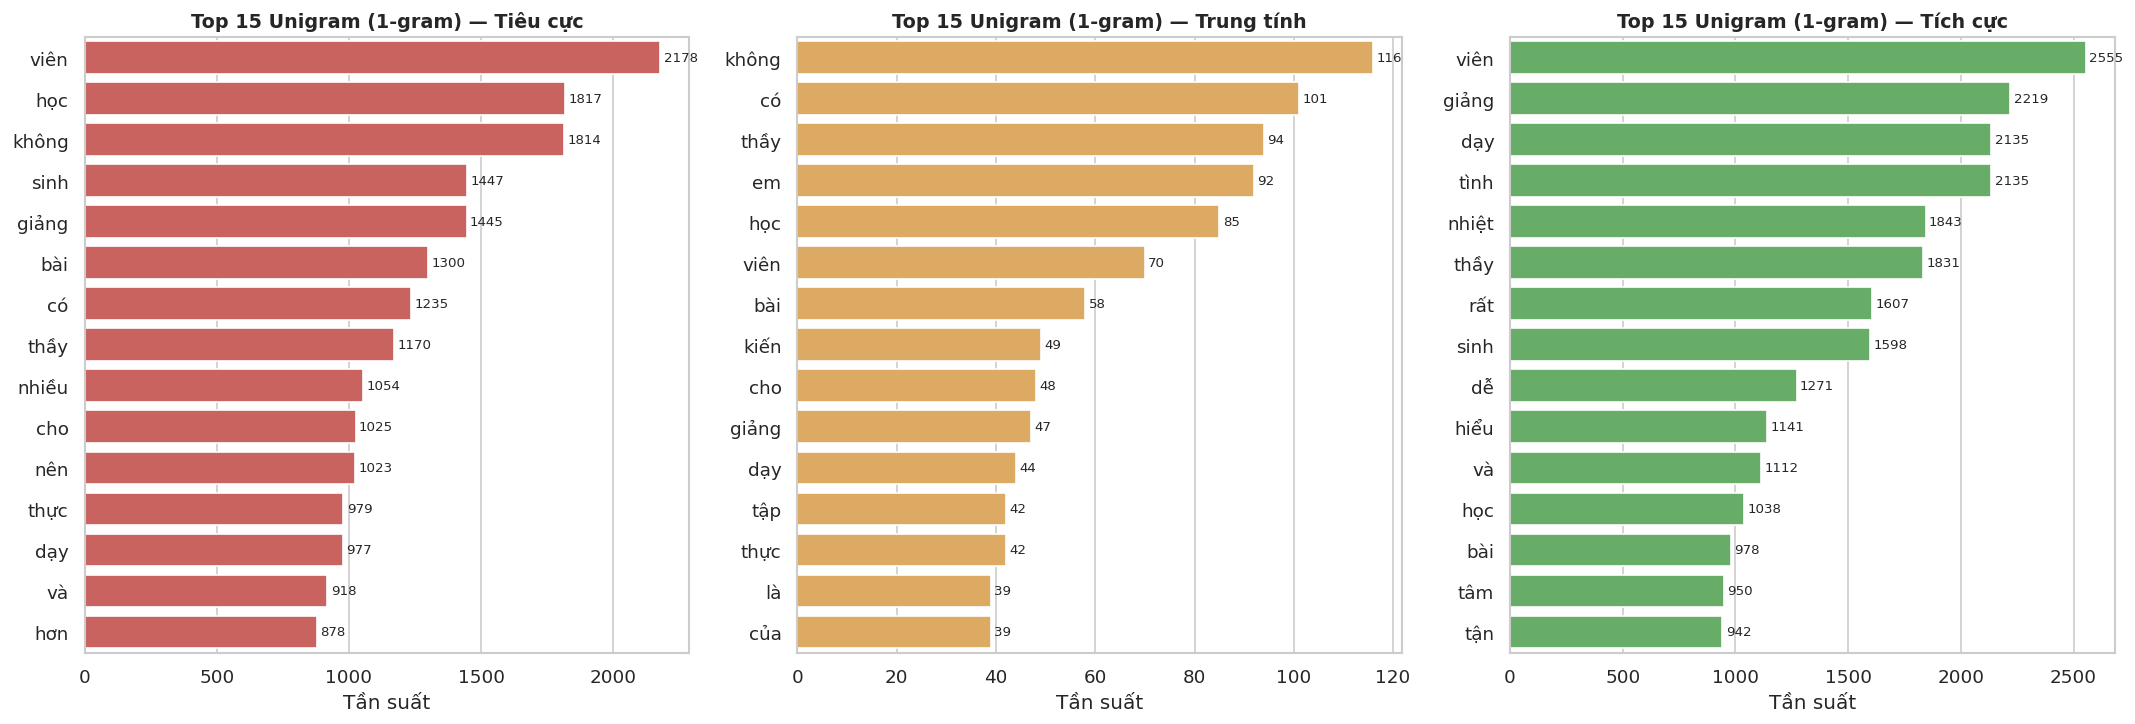 Top 15 Unigram (1-gram) — Tiêu cực
viên 2178
học 1817
không 1814
sinh 1447
giảng 1445
bài 1300
có 1235
thầy 1170
nhiều 1054
cho 1025
nên 1023
thực 979
dạy 977
và 918
hơn 878
0 500 1000 1500 2000
Tần suất
Top 15 Unigram (1-gram) — Trung tính
không 116
có 101
thầy 94
em 92
học 85
viên 70
bài 58
kiến 49
cho 48
giảng 47
dạy 44
tập 42
thực 42
là 39
của 39
0 20 40 60 80 100 120
Tần suất
Top 15 Unigram (1-gram) — Tích cực
viên 2555
giảng 2219
dạy 2135
tình 2135
nhiệt 1843
thầy 1831
rất 1607
sinh 1598
dễ 1271
hiểu 1141
và 1112
học 1038
bài 978
tâm 950
tận 942
0 500 1000 1500 2000 2500
Tần suất